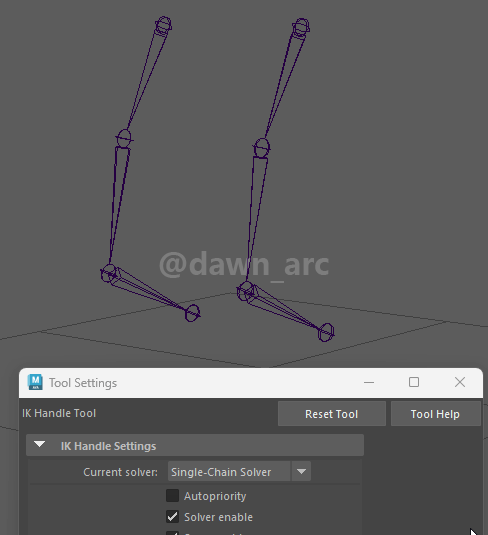 @dawn_arc
Tool Settings
IK Handle Tool
Reset Tool
Tool Help
IK Handle Settings
Current solver: Single-Chain Solver
Autopriority
Solver enable